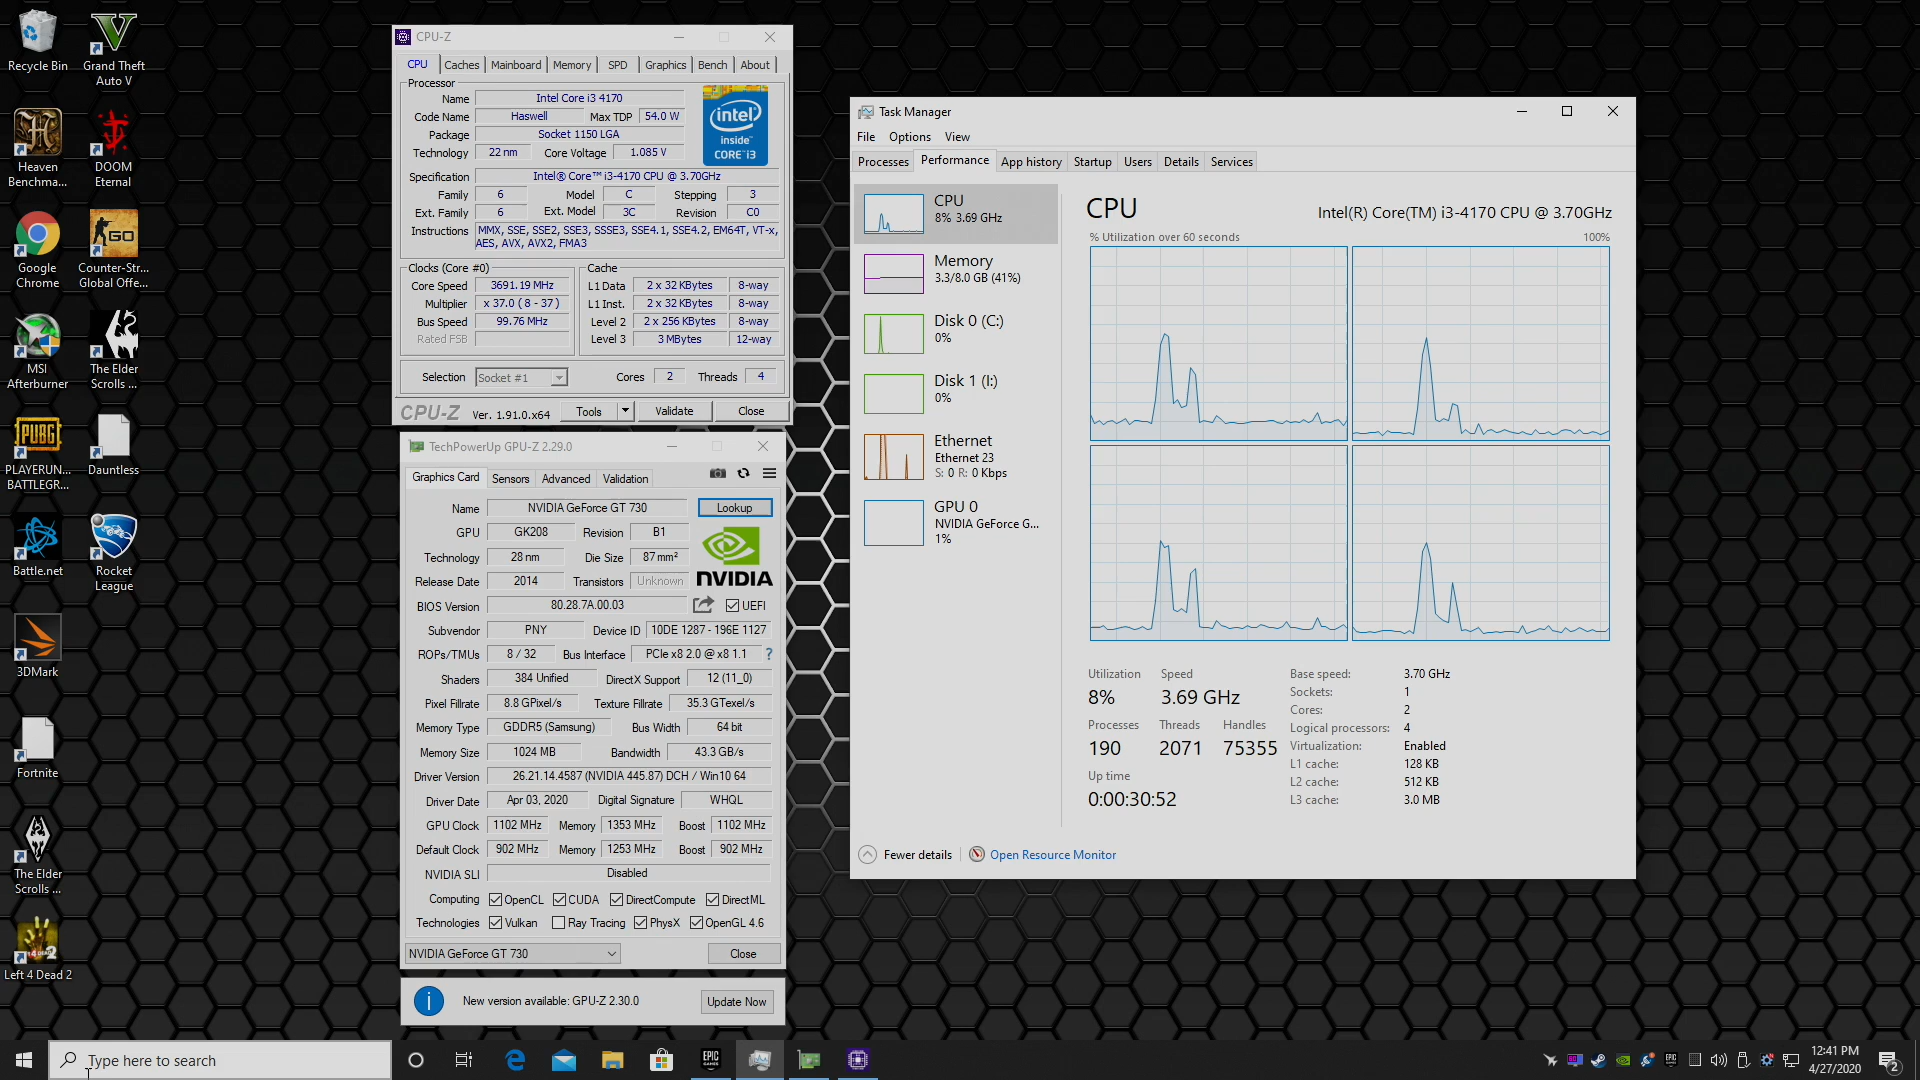 Recycle Bin
Grand Theft
Auto V
Heaven
Benchma...
DOOM
Eternal
Google
Chrome
Counter-Str...
Global Offe...
GO
MSI
Afterburner
The Elder
Scrolls ...
PUBG
PLAYERUN...
BATTLEGR...
Dauntless
Battle.net
Rocket
League
3DMark
Fortnite
The Elder
Scrolls ...
Left 4 Dead 2
CPU-Z
CPU Caches Mainboard Memory SPD Graphics Bench About
Processor
Name Intel Core i3 4170
Code Name Haswell Max TDP 54.0 W
Package Socket 1150 LGA
Technology 22 nm Core Voltage 1.085 V
intel
inside™
CORE™i3
Specification Intel® Core™ i3-4170 CPU @ 3.70GHz
Family 6 Model C Stepping 3
Ext. Family 6 Ext. Model 3C Revision C0
Instructions MMX, SSE, SSE2, SSE3, SSSE3, SSE4.1, SSE4.2, EM64T, VT-x,
AES, AVX, AVX2, FMA3
Clocks (Core #0) Cache
Core Speed 3691.19 MHz L1 Data 2 x 32 KBytes 8-way
Multiplier x 37.0 ( 8 - 37 ) L1 Inst. 2 x 32 KBytes 8-way
Bus Speed 99.76 MHz Level 2 2 x 256 KBytes 8-way
Rated FSB Level 3 3 MBytes 12-way
Selection Socket #1 Cores 2 Threads 4
CPU-Z Ver. 1.91.0.x64 Tools Validate Close
TechPowerUp GPU-Z 2.29.0
Graphics Card Sensors Advanced Validation
Name NVIDIA GeForce GT 730 Lookup
GPU GK208 Revision B1
Technology 28 nm Die Size 87 mm²
Release Date 2014 Transistors Unknown
NVIDIA
BIOS Version 80.28.7A.00.03 UEFI
Subvendor PNY Device ID 10DE 1287 - 196E 1127
ROPs/TMUs 8 / 32 Bus Interface PCIe x8 2.0 @ x8 1.1 ?
Shaders 384 Unified DirectX Support 12 (11_0)
Pixel Fillrate 8.8 GPixel/s Texture Fillrate 35.3 GTexel/s
Memory Type GDDR5 (Samsung) Bus Width 64 bit
Memory Size 1024 MB Bandwidth 43.3 GB/s
Driver Version 26.21.14.4587 (NVIDIA 445.87) DCH / Win10 64
Driver Date Apr 03, 2020 Digital Signature WHQL
GPU Clock 1102 MHz Memory 1353 MHz Boost 1102 MHz
Default Clock 902 MHz Memory 1253 MHz Boost 902 MHz
NVIDIA SLI Disabled
Computing OpenCL CUDA DirectCompute DirectML
Technologies Vulkan Ray Tracing PhysX OpenGL 4.6
NVIDIA GeForce GT 730 Close
New version available: GPU-Z 2.30.0 Update Now
Task Manager
File Options View
Processes Performance App history Startup Users Details Services
CPU
8% 3.69 GHz
Memory
3.3/8.0 GB (41%)
Disk 0 (C:)
0%
Disk 1 (I:)
0%
Ethernet
Ethernet 23
S: 0 R: 0 Kbps
GPU 0
NVIDIA GeForce G...
1%
CPU Intel(R) Core(TM) i3-4170 CPU @ 3.70GHz
% Utilization over 60 seconds 100%
Utilization Speed
8% 3.69 GHz
Processes Threads Handles
190 2071 75355
Up time
0:00:30:52
Base speed: 3.70 GHz
Sockets: 1
Cores: 2
Logical processors: 4
Virtualization: Enabled
L1 cache: 128 KB
L2 cache: 512 KB
L3 cache: 3.0 MB
Fewer details Open Resource Monitor
Type here to search
EPIC
GAMES
12:41 PM
4/27/2020
2